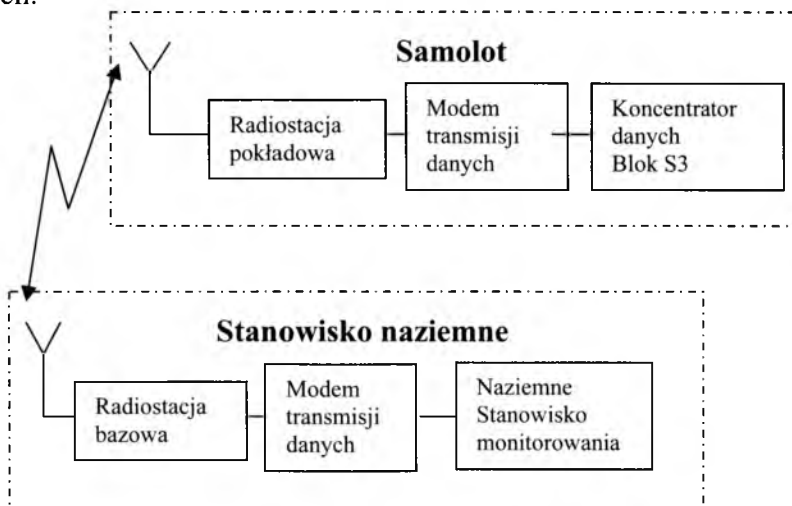 Samolot
Radiostacja
pokładowa
Modem
transmisji
danych
Koncentrator
danych
Blok S3
Stanowisko naziemne
Radiostacja
bazowa
Modem
transmisji
danych
Naziemne
Stanowisko
monitorowania